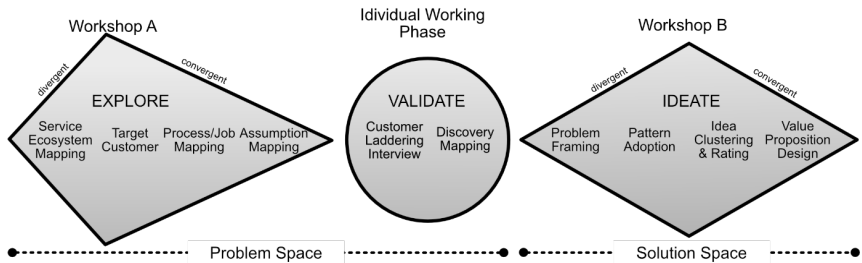 Workshop A
divergent
convergent
EXPLORE
Service
Ecosystem
Mapping
Target
Customer
Process/Job
Mapping
Assumption
Mapping
Idividual Working
Phase
VALIDATE
Customer
Laddering
Interview
Discovery
Mapping
Workshop B
divergent
convergent
IDEATE
Problem
Framing
Pattern
Adoption
Idea
Clustering
& Rating
Value
Proposition
Design
Problem Space
Solution Space